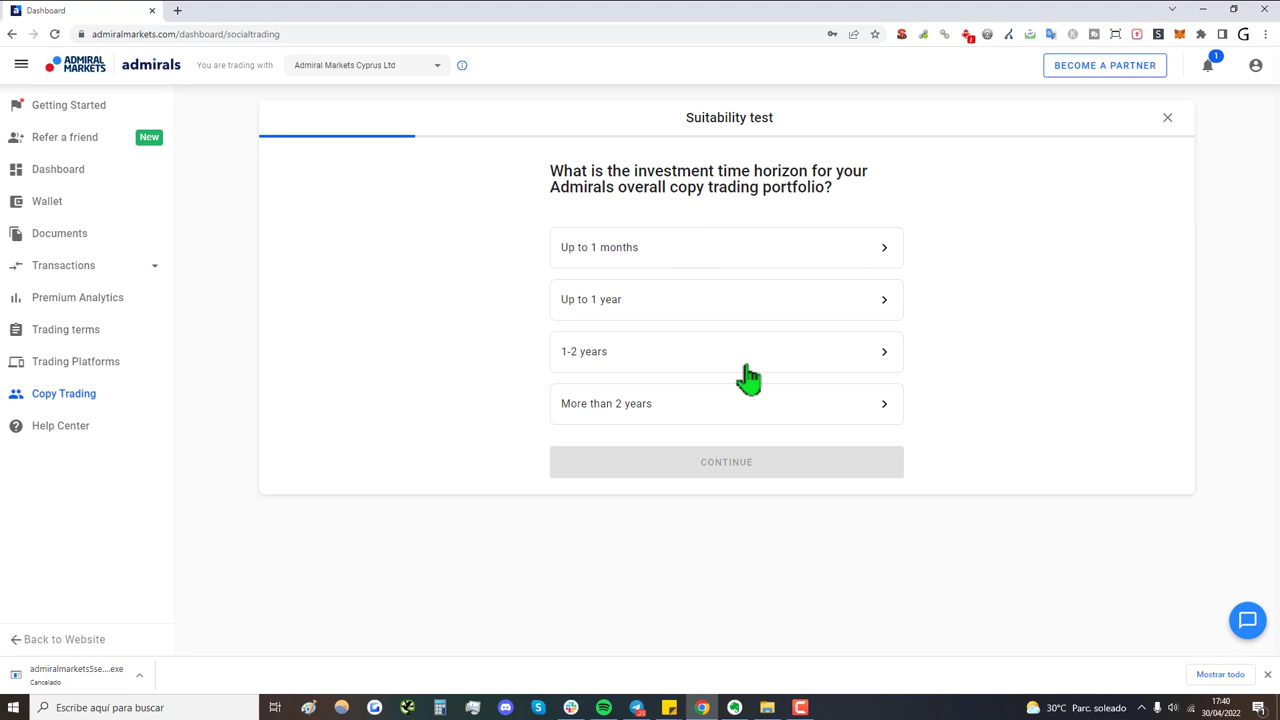 Dashboard
admiralmarkets.com/dashboard/socialtrading
ADMIRAL MARKETS
admirals
You are trading with
Admiral Markets Cyprus Ltd
BECOME A PARTNER
1
Getting Started
Refer a friend
New
Dashboard
Wallet
Documents
Transactions
Premium Analytics
Trading terms
Trading Platforms
Copy Trading
Help Center
Back to Website
Suitability test
What is the investment time horizon for your
Admirals overall copy trading portfolio?
Up to 1 months
Up to 1 year
1-2 years
More than 2 years
CONTINUE
admiralmarkets5se....exe
Cancelado
Mostrar todo
Escribe aquí para buscar
30°C Parc. soleado
17:40
30/04/2022